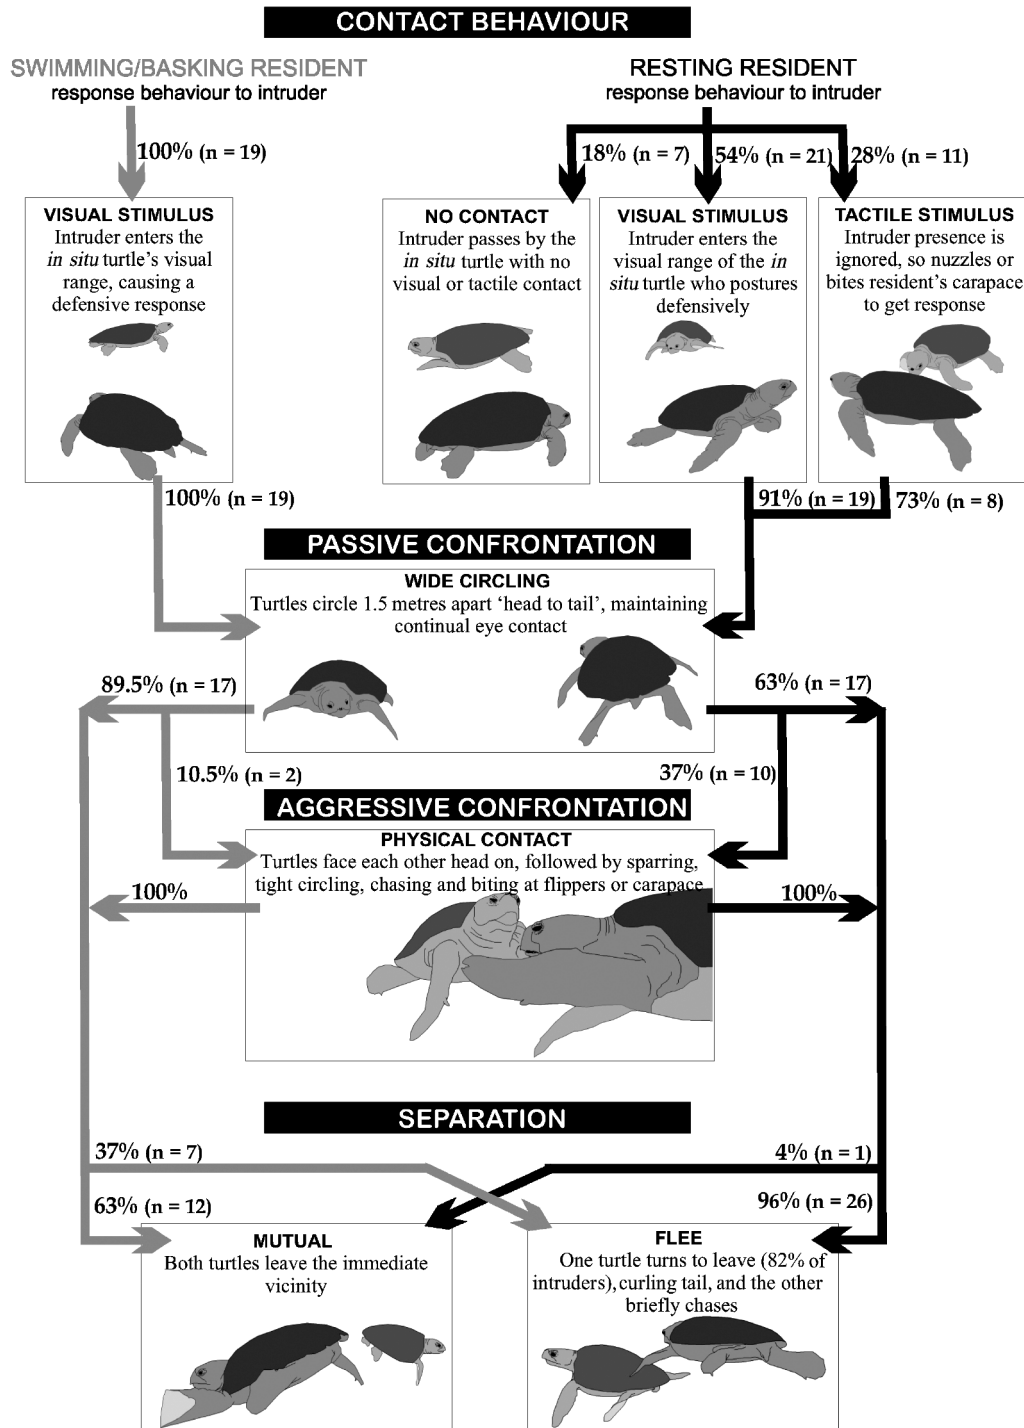 CONTACT BEHAVIOUR
SWIMMING/BASKING RESIDENT
response behaviour to intruder
RESTING RESIDENT
response behaviour to intruder
100% (n = 19)
18% (n = 7)
54% (n = 21)
28% (n = 11)
VISUAL STIMULUS
Intruder enters the
in situ turtle's visual
range, causing a
defensive response
NO CONTACT
Intruder passes by the
in situ turtle with no
visual or tactile contact
VISUAL STIMULUS
Intruder enters the
visual range of the in
situ turtle who postures
defensively
TACTILE STIMULUS
Intruder presence is
ignored, so nuzzles or
bites resident's carapace
to get response
100% (n = 19)
91% (n = 19)
73% (n = 8)
PASSIVE CONFRONTATION
WIDE CIRCLING
Turtles circle 1.5 metres apart 'head to tail', maintaining
continual eye contact
89.5% (n = 17)
63% (n = 17)
10.5% (n = 2)
37% (n = 10)
AGGRESSIVE CONFRONTATION
PHYSICAL CONTACT
Turtles face each other head on, followed by sparring,
tight circling, chasing and biting at flippers or carapace
100%
100%
SEPARATION
37% (n = 7)
4% (n = 1)
63% (n = 12)
96% (n = 26)
MUTUAL
Both turtles leave the immediate
vicinity
FLEE
One turtle turns to leave (82% of
intruders), curling tail, and the other
briefly chases